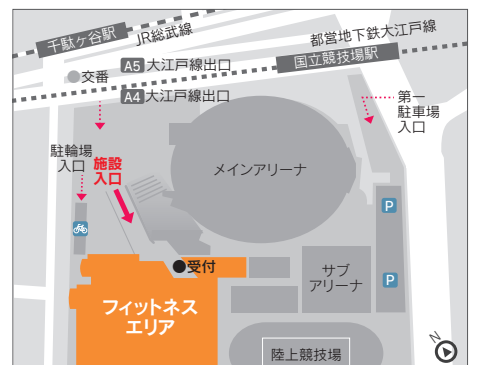 千駄ヶ谷駅
JR総武線
都営地下鉄大江戸線
国立競技場駅
交番
A5 大江戸線出口
A4 大江戸線出口
第一
駐車場
入口
駐輪場
入口
施設
入口
メインアリーナ
P
受付
サブ
アリーナ
P
フィットネス
エリア
陸上競技場
N